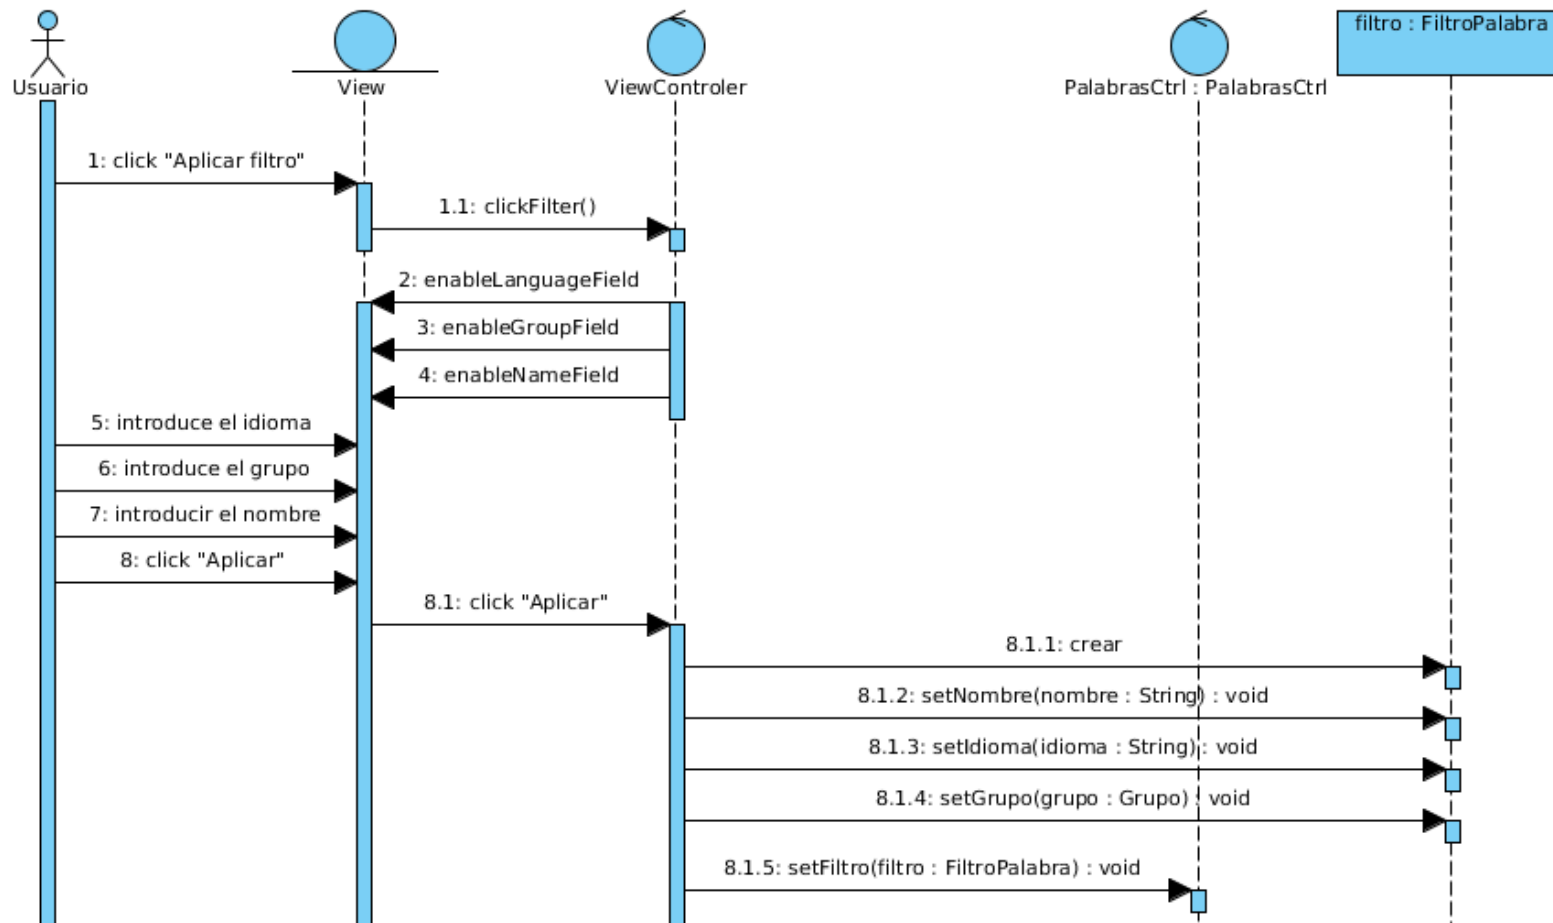 filtro : FiltroPalabra
Usuario
View
ViewControler
PalabrasCtrl : PalabrasCtrl
1: click "Aplicar filtro"
1.1: clickFilter()
2: enableLanguageField
3: enableGroupField
4: enableNameField
5: introduce el idioma
6: introduce el grupo
7: introducir el nombre
8: click "Aplicar"
8.1: click "Aplicar"
8.1.1: crear
8.1.2: setNombre(nombre : String) : void
8.1.3: setIdioma(idioma : String) : void
8.1.4: setGrupo(grupo : Grupo) : void
8.1.5: setFiltro(filtro : FiltroPalabra) : void